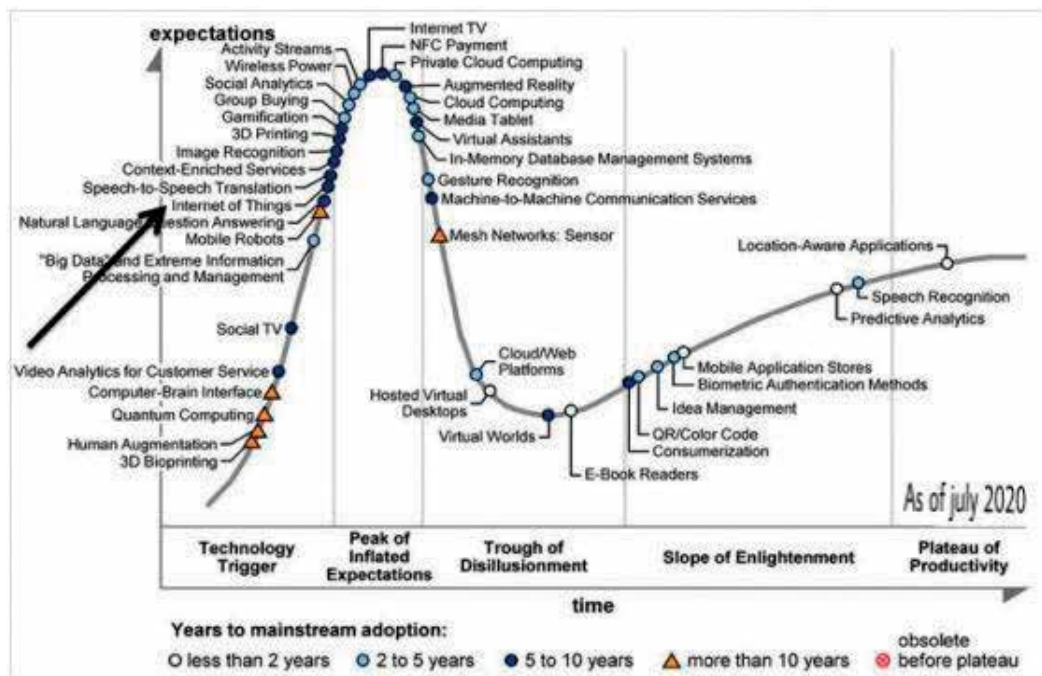 expectations
Activity Streams
Wireless Power
Social Analytics
Group Buying
Gamification
3D Printing
Image Recognition
Context-Enriched Services
Speech-to-Speech Translation
Internet of Things
Natural Language Question Answering
Mobile Robots
"Big Data" and Extreme Information
Processing and Management
Social TV
Video Analytics for Customer Service
Computer-Brain Interface
Quantum Computing
Human Augmentation
3D Bioprinting
Internet TV
NFC Payment
Private Cloud Computing
Augmented Reality
Cloud Computing
Media Tablet
Virtual Assistants
In-Memory Database Management Systems
Gesture Recognition
Machine-to-Machine Communication Services
Mesh Networks: Sensor
Cloud/Web
Platforms
Hosted Virtual
Desktops
Virtual Worlds
E-Book Readers
Consumerization
QR/Color Code
Idea Management
Biometric Authentication Methods
Mobile Application Stores
Predictive Analytics
Speech Recognition
Location-Aware Applications
As of july 2020
Technology
Trigger
Peak of
Inflated
Expectations
Trough of
Disillusionment
Slope of Enlightenment
Plateau of
Productivity
time
Years to mainstream adoption:
less than 2 years
2 to 5 years
5 to 10 years
more than 10 years
obsolete
before plateau